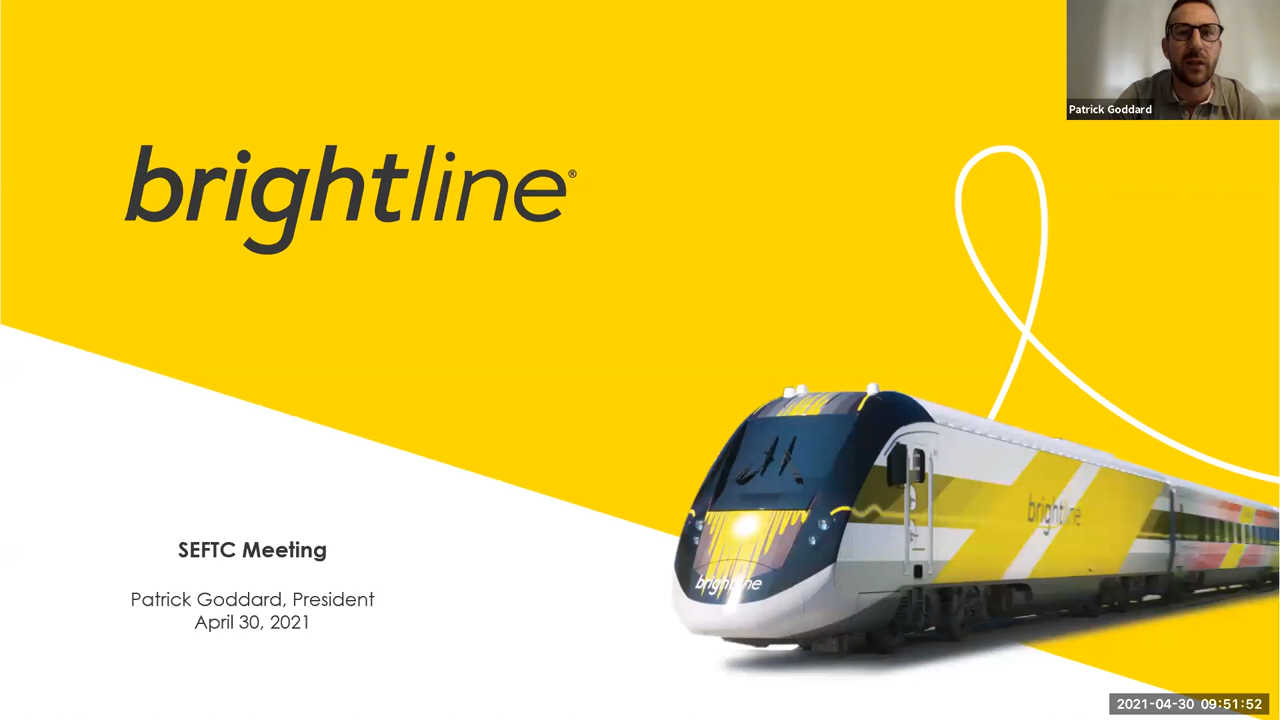 Patrick Goddard
brightline®
brightline
brightline
SEFTC Meeting
Patrick Goddard, President
April 30, 2021
2021-04-30 09:51:52